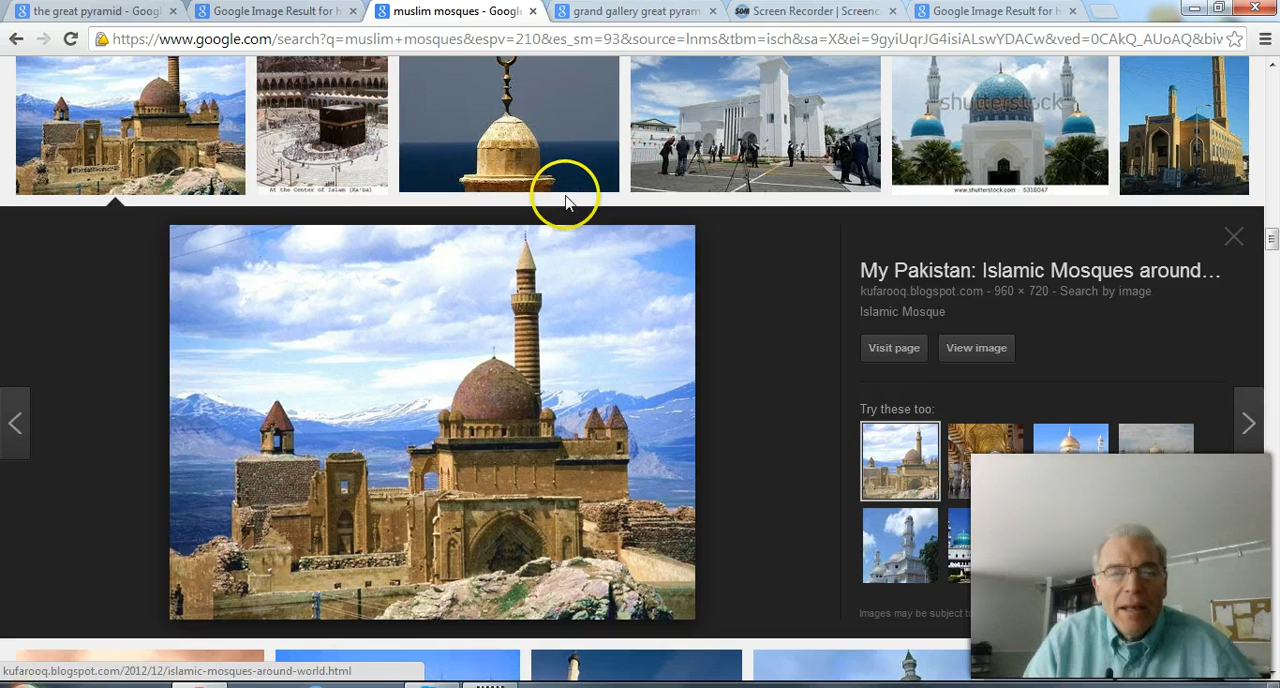 the great pyramid - Googl
Google Image Result for h
muslim mosques - Googl
grand gallery great pyram
Screen Recorder | Screenc
Google Image Result for h
https://www.google.com/search?q=muslim+mosques&espv=210&es_sm=93&source=lnms&tbm=isch&sa=X&ei=9gyiUqrJG4isiALswYDACw&ved=0CAkQ_AUoAQ&biv
At the Center of Islam (Ka'ba)
shutterstock
www.shutterstock.com · 5318047
My Pakistan: Islamic Mosques around...
kufarooq.blogspot.com - 960 × 720 - Search by image
Islamic Mosque
Visit page
View image
Try these too:
Images may be subject t
kufarooq.blogspot.com/2012/12/islamic-mosques-around-world.html